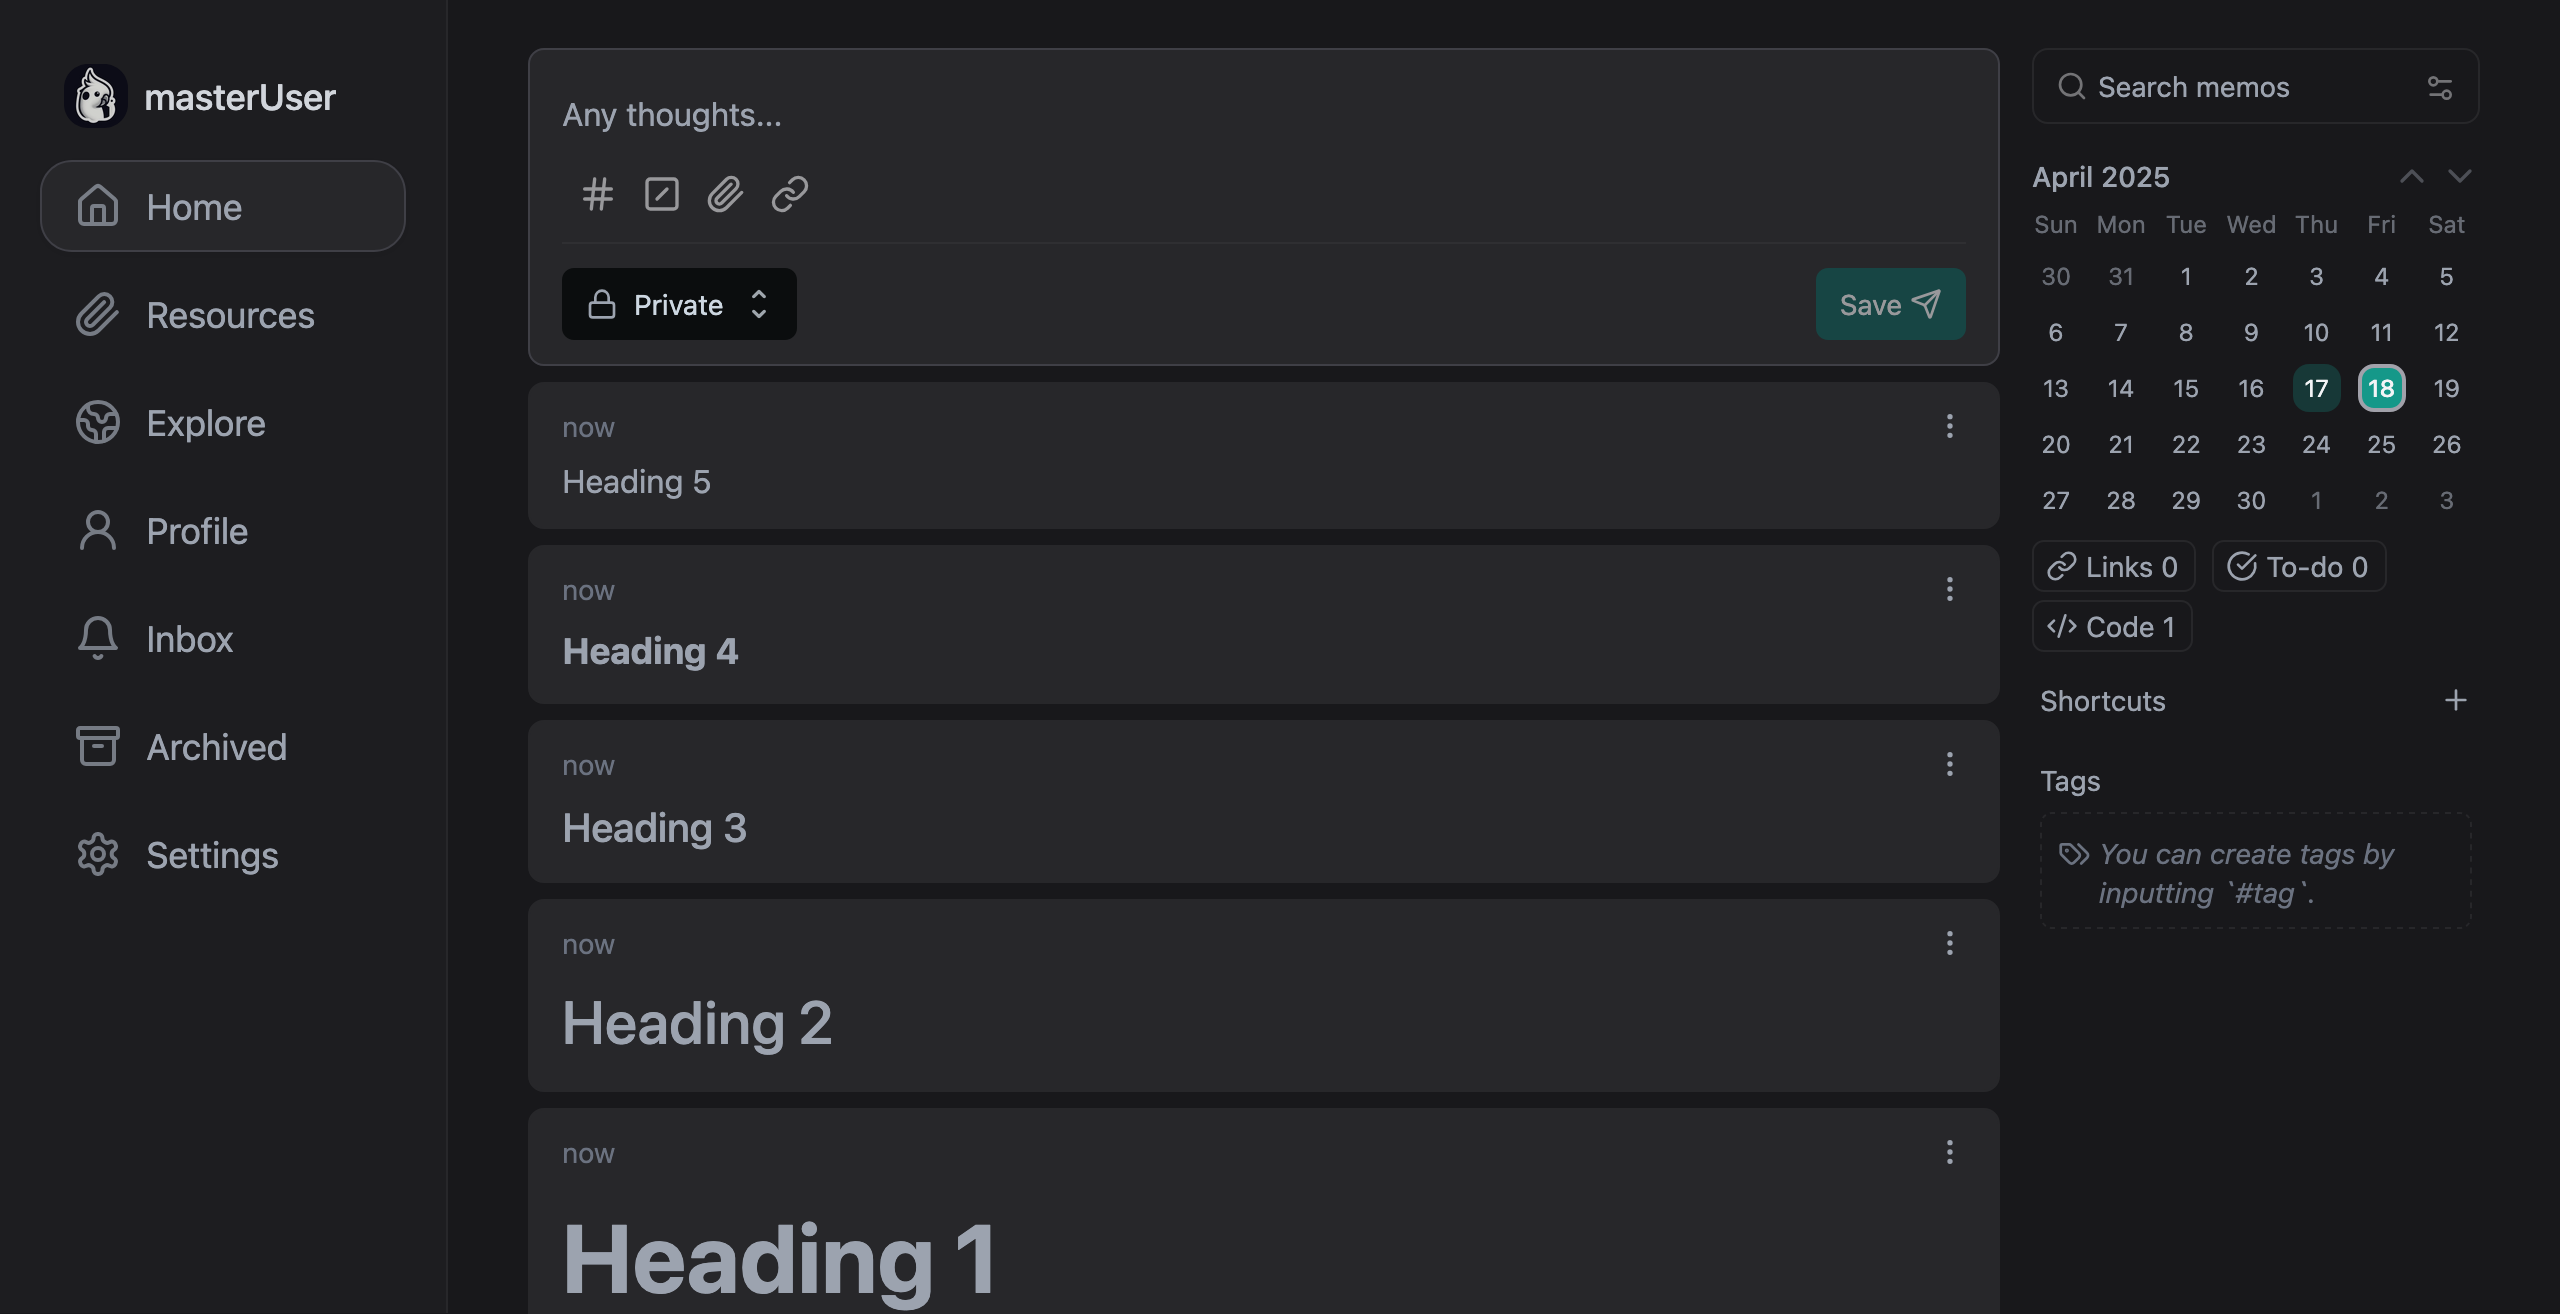 masterUser
Home
Resources
Explore
Profile
Inbox
Archived
Settings
Any thoughts...
Private
Save
now
Heading 5
now
Heading 4
now
Heading 3
now
Heading 2
now
Heading 1
Search memos
April 2025
Sun Mon Tue Wed Thu Fri Sat
30 31 1 2 3 4 5
6 7 8 9 10 11 12
13 14 15 16 17 18 19
20 21 22 23 24 25 26
27 28 29 30 1 2 3
Links 0 To-do 0
Code 1
Shortcuts
Tags
You can create tags by
inputting `#tag`.